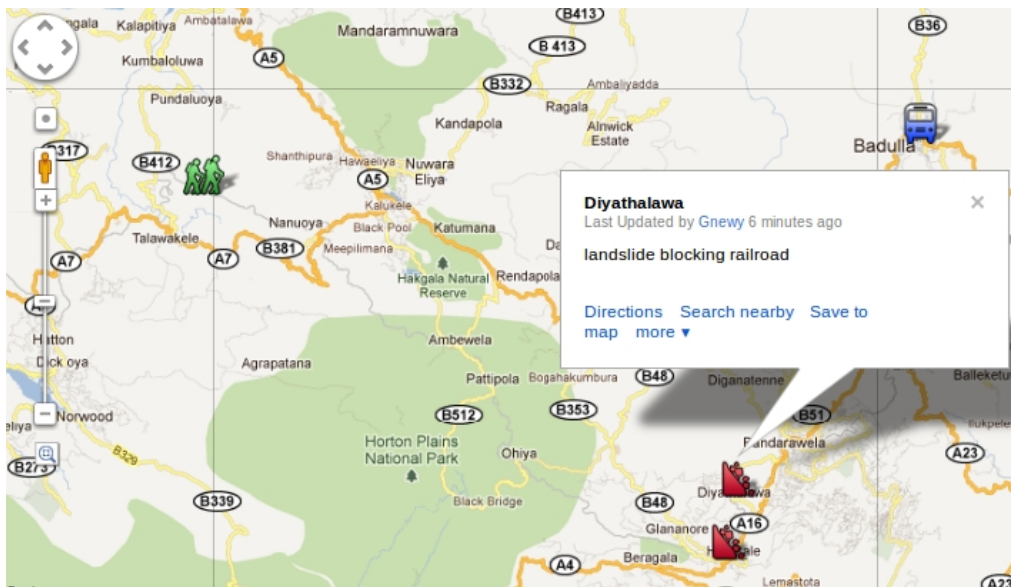 B413
Kalapitiya
Ambatalawa
Mandaramnuwara
B36
B 413
A5
Kumbaloluwa
B332
Ambaliyadda
Pundaluoya
Ragala
Kandapola
Alnwick
Estate
Badulla
B317
B412
Shanthipura
Hawaeliya
Nuwara
Eliya
A5
Kalukele
Nanuoya
Black Pool
Katumana
Talawakele
B381
Meepilimana
A7
A7
Hakgala Natural
Reserve
Rendapola
Diyathalawa
Last Updated by Gnewy 6 minutes ago
landslide blocking railroad
Directions Search nearby Save to
map more ▾
Hatton
Dick oya
Ambewela
Agrapatana
Pattipola
Bogahakumbura
B48
Diganatenne
Norwood
B512
B353
B51
B329
Horton Plains
National Park
Ohiya
Bandarawela
A23
B273
B339
Black Bridge
B48
Glananore
A16
A4
Beragala
Lemastota
A23